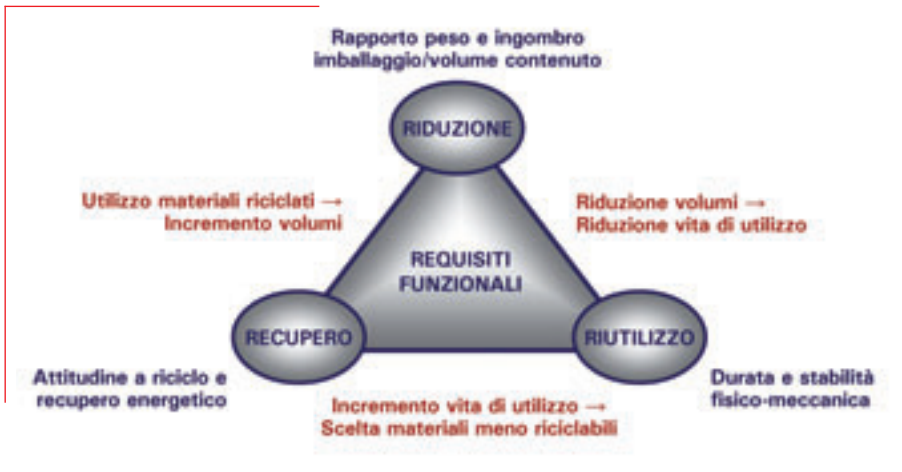 Rapporto peso e ingombro
imballaggio/volume contenuto
RIDUZIONE
Utilizzo materiali riciclati →
Incremento volumi
Riduzione volumi →
Riduzione vita di utilizzo
REQUISITI
FUNZIONALI
RECUPERO
RIUTILIZZO
Attitudine a riciclo e
recupero energetico
Durata e stabilità
fisico-meccanica
Incremento vita di utilizzo →
Scelta materiali meno riciclabili